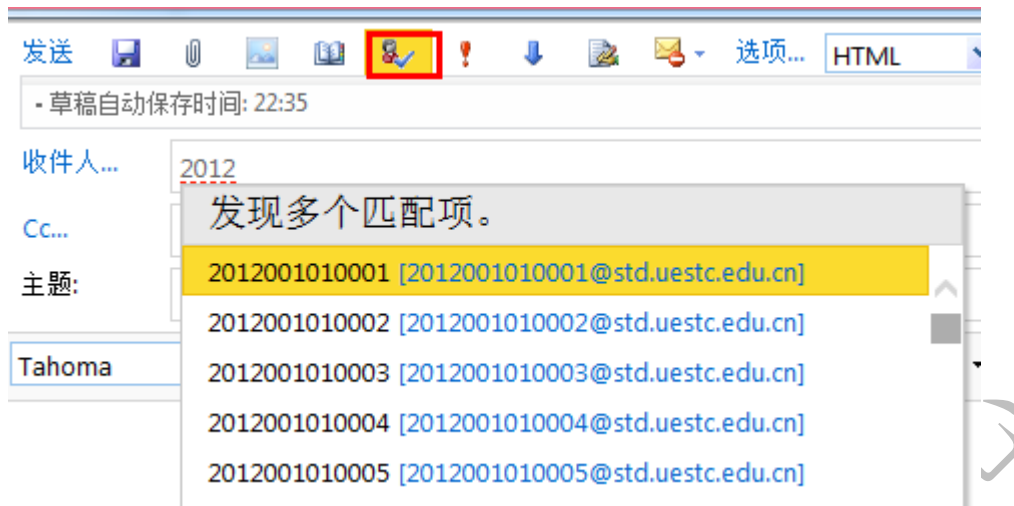 发送 选项... HTML
- 草稿自动保存时间: 22:35
收件人... 2012
发现多个匹配项。
Cc...
2012001010001 [2012001010001@std.uestc.edu.cn]
主题:
2012001010002 [2012001010002@std.uestc.edu.cn]
Tahoma 2012001010003 [2012001010003@std.uestc.edu.cn]
2012001010004 [2012001010004@std.uestc.edu.cn]
2012001010005 [2012001010005@std.uestc.edu.cn]